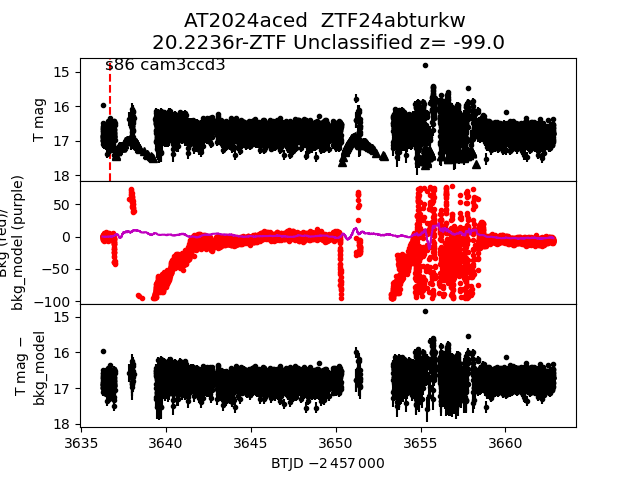 AT2024aced  ZTF24abturkw
20.2236r-ZTF Unclassified z= -99.0
s86 cam3ccd3
15
16
17
18
T mag
50
0
−50
−100
Bkg (red)/
bkg_model (purple)
15
16
17
18
T mag −
bkg_model
3635
3640
3645
3650
3655
3660
BTJD −2 457 000